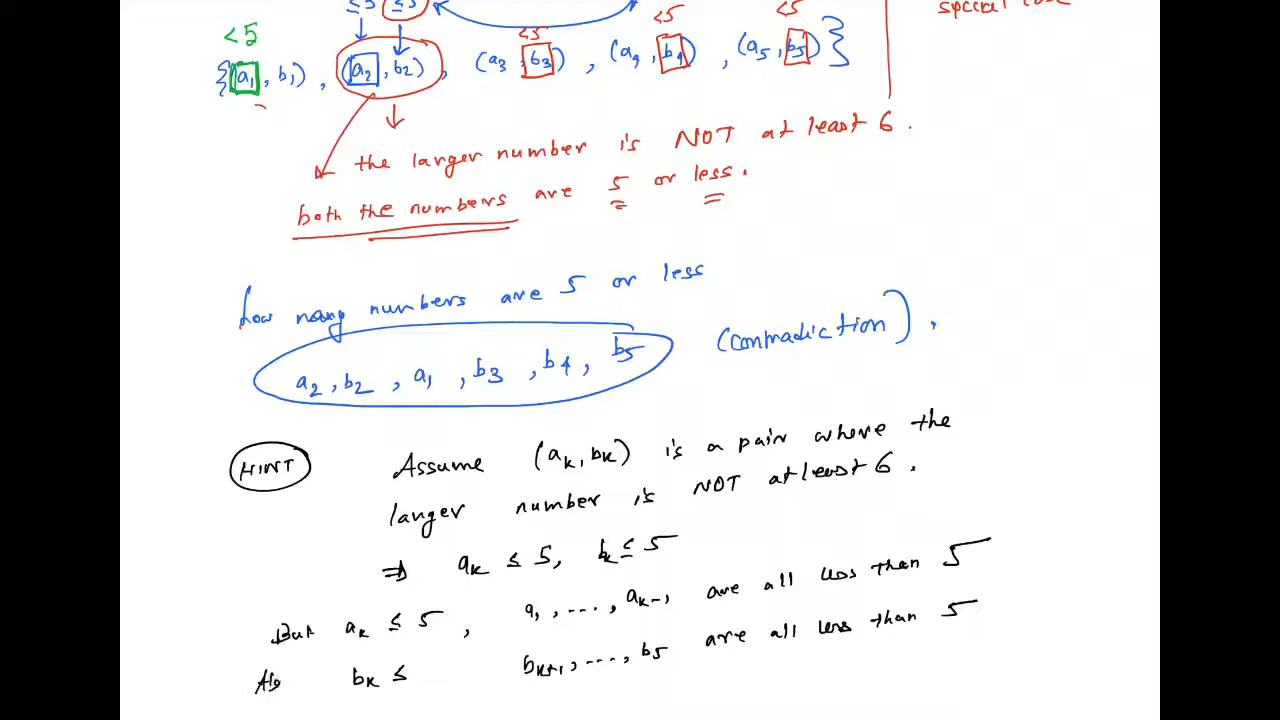 ≤5 ≤5
<5 <5 <5 <5
{(a₁, b₁), (a₂, b₂), (a₃, b₃), (a₄, b₄), (a₅, b₅)}
the larger number is NOT at least 6.
both the numbers are 5 or less.
how many numbers are 5 or less
a₂, b₂, a₁, b₃, b₄, b₅ (contradiction).
HINT Assume (aₖ, bₖ) is a pair where the
larger number is NOT at least 6.
⇒ aₖ ≤ 5, bₖ ≤ 5
But aₖ ≤ 5, a₁, ..., aₖ₋₁ are all less than 5
Als bₖ ≤ bₖ₊₁, ..., b₅ are all less than 5